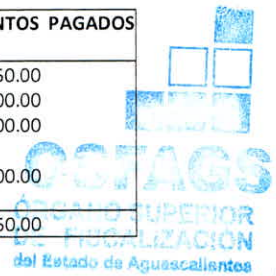 NTOS PAGADOS
50.00
00.00
00.00
00.00
50,00
OSFAGS
ÓRGANO SUPERIOR
DE FISCALIZACIÓN
del Estado de Aguascalientes